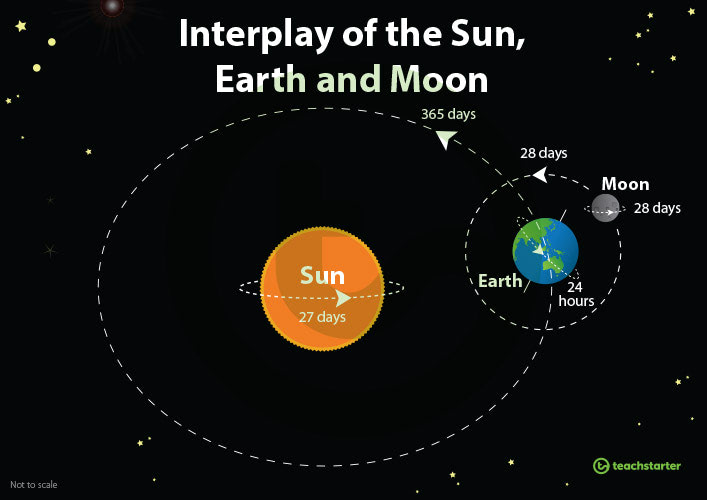 Interplay of the Sun,
Earth and Moon
365 days
28 days
Moon
28 days
Earth
24
hours
Sun
27 days
Not to scale
teachstarter